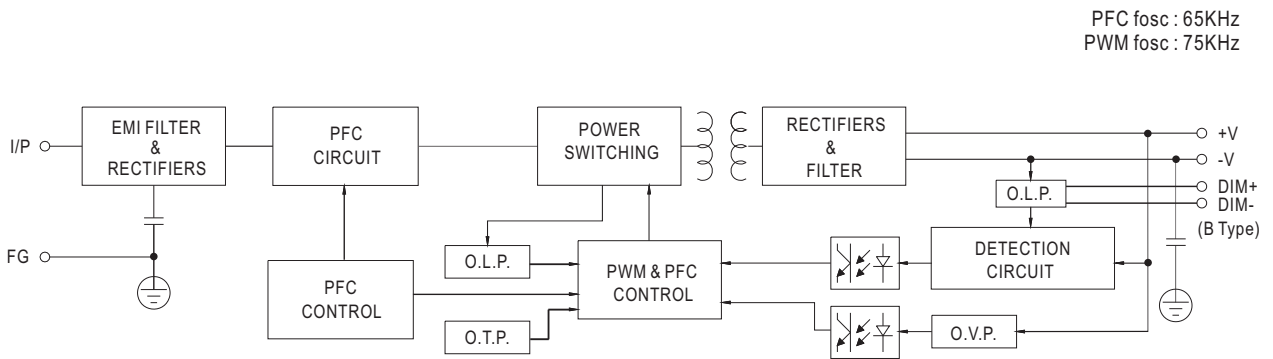 PFC fosc : 65KHz
PWM fosc : 75KHz
I/P
EMI FILTER
&
RECTIFIERS
PFC
CIRCUIT
POWER
SWITCHING
RECTIFIERS
&
FILTER
+V
-V
O.L.P.
DIM+
DIM-
(B Type)
FG
O.L.P.
PFC
CONTROL
PWM & PFC
CONTROL
DETECTION
CIRCUIT
O.T.P.
O.V.P.